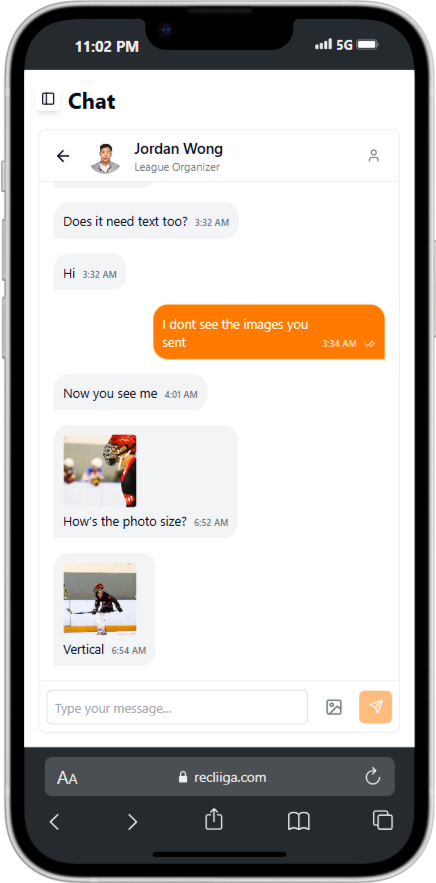 11:02 PM
5G
Chat
Jordan Wong
League Organizer
Does it need text too? 3:32 AM
Hi 3:32 AM
I dont see the images you
sent 3:34 AM
Now you see me 4:01 AM
How's the photo size? 6:52 AM
Vertical 6:54 AM
Type your message...
AA
recliiga.com